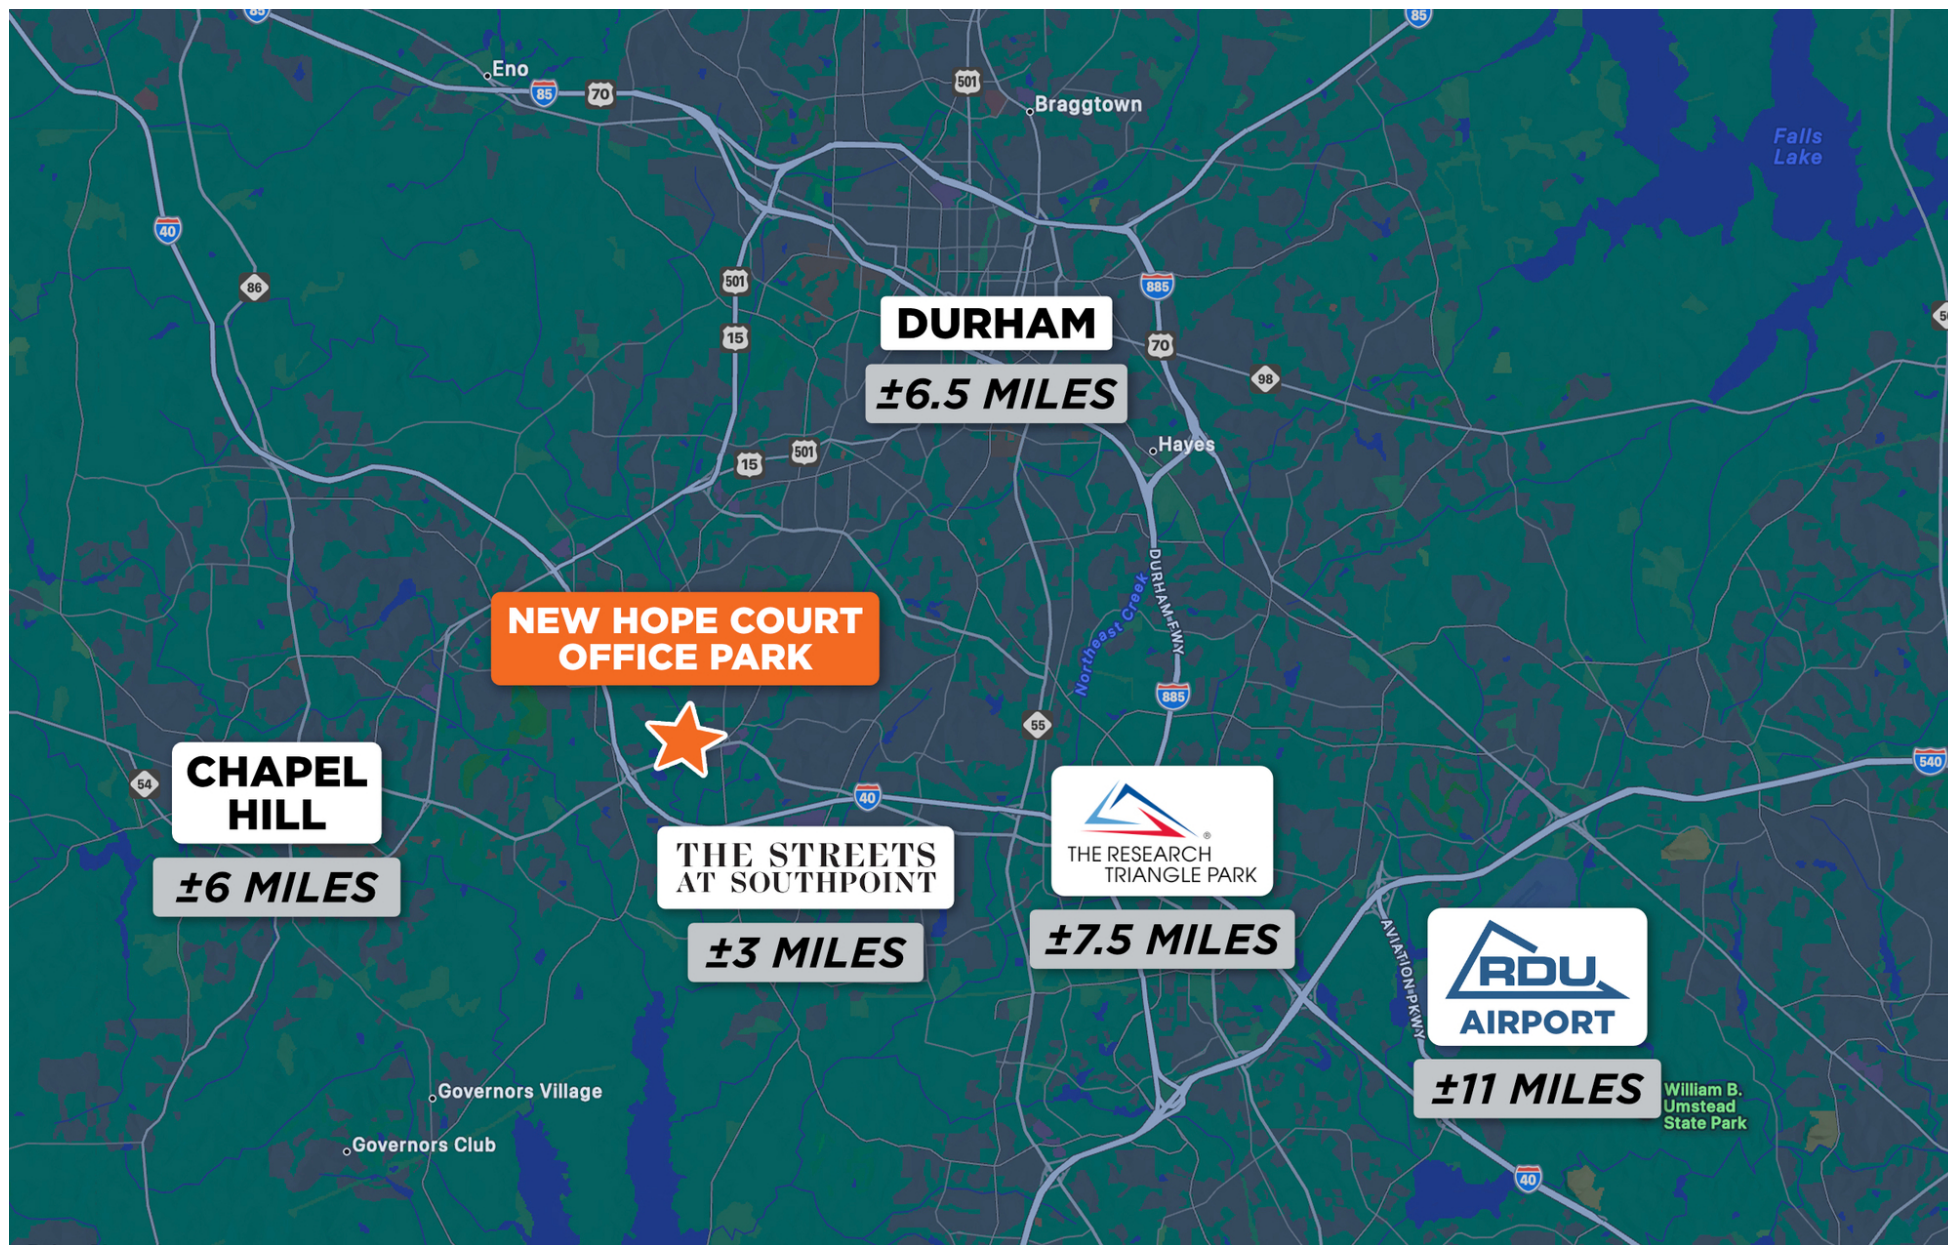 85
85
Eno
85
70
501
Braggtown
Falls
Lake
40
86
501
885
15
DURHAM
70
98
±6.5 MILES
Hayes
15
501
DURHAM FWY
Northeast Creek
NEW HOPE COURT
OFFICE PARK
885
55
CHAPEL
HILL
54
40
540
THE STREETS
AT SOUTHPOINT
®
THE RESEARCH
TRIANGLE PARK
±6 MILES
±3 MILES
±7.5 MILES
AVIATION PKWY
RDU
AIRPORT
±11 MILES
William B.
Umstead
State Park
Governors Village
Governors Club
40